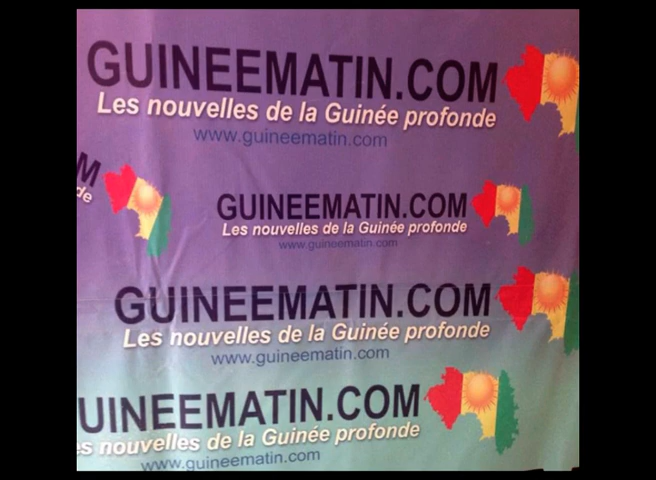 GUINEEMATIN.COM
Les nouvelles de la Guinée profonde
www.guineematin.com
M
de
GUINEEMATIN.COM
Les nouvelles de la Guinée profonde
www.guineematin.com
GUINEEMATIN.COM
Les nouvelles de la Guinée profonde
www.guineematin.com
UINEEMATIN.COM
s nouvelles de la Guinée profonde
www.guineematin.com